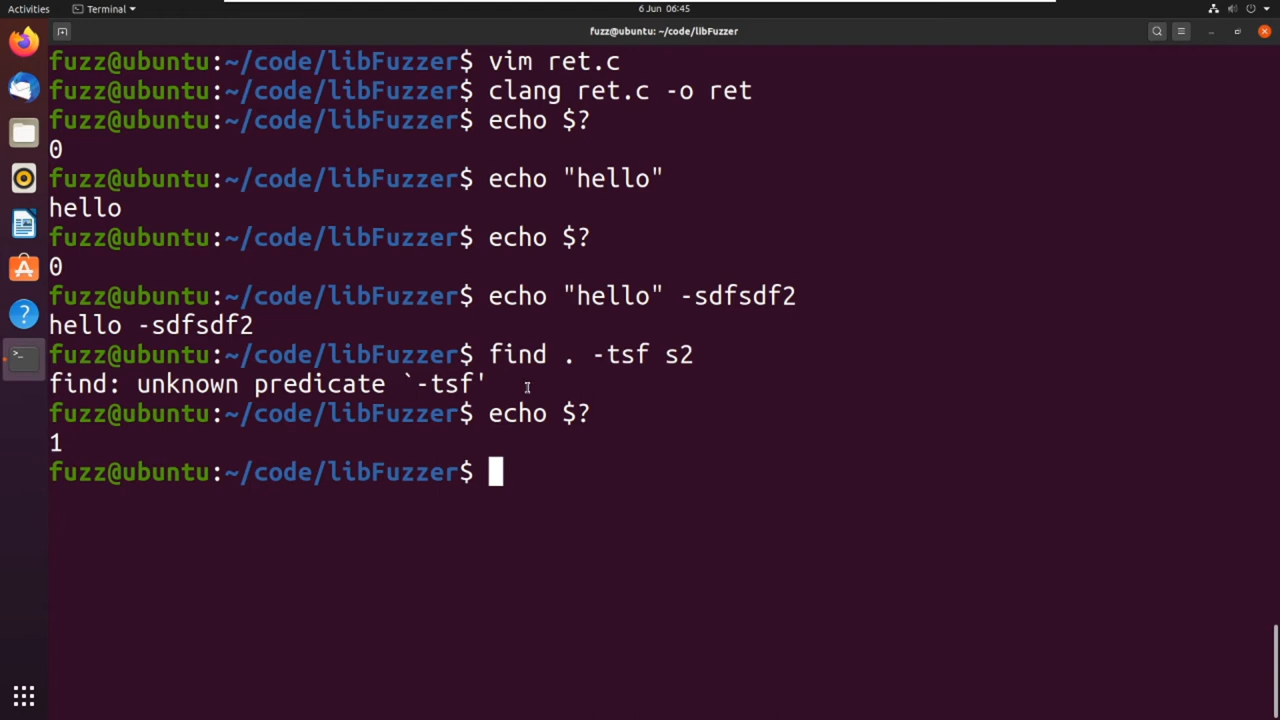 Activities
Terminal
6 Jun 06:45
fuzz@ubuntu: ~/code/libFuzzer
fuzz@ubuntu:~/code/libFuzzer$ vim ret.c
fuzz@ubuntu:~/code/libFuzzer$ clang ret.c -o ret
fuzz@ubuntu:~/code/libFuzzer$ echo $?
0
fuzz@ubuntu:~/code/libFuzzer$ echo "hello"
hello
fuzz@ubuntu:~/code/libFuzzer$ echo $?
0
fuzz@ubuntu:~/code/libFuzzer$ echo "hello" -sdfsdf2
hello -sdfsdf2
fuzz@ubuntu:~/code/libFuzzer$ find . -tsf s2
find: unknown predicate `-tsf'
fuzz@ubuntu:~/code/libFuzzer$ echo $?
1
fuzz@ubuntu:~/code/libFuzzer$